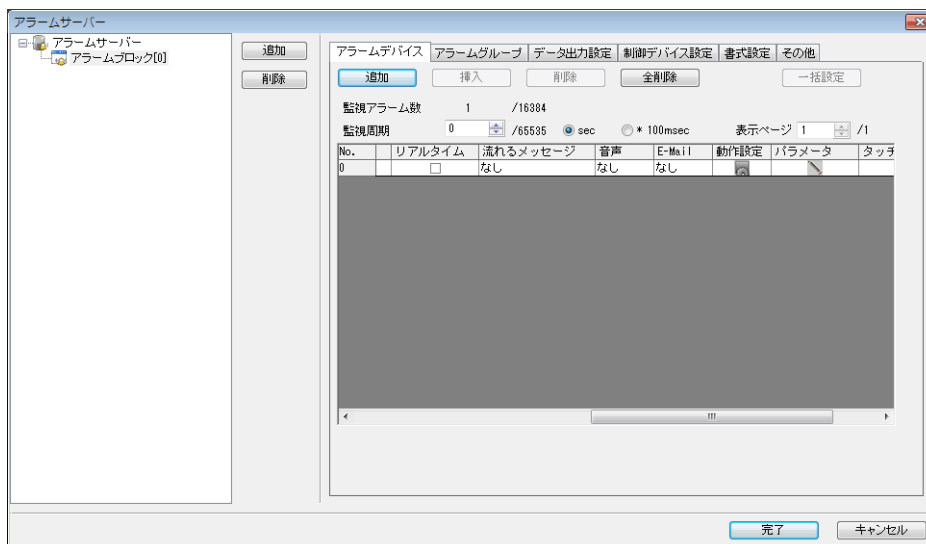 アラームサーバー
アラームサーバー
アラームブロック[0]
追加
削除
アラームデバイス アラームグループ データ出力設定 制御デバイス設定 書式設定 その他
追加 挿入 削除 全削除 一括設定
監視アラーム数 1 /16384
監視周期 0 /65535 sec * 100msec 表示ページ 1 /1
No. リアルタイム 流れるメッセージ 音声 E-Mail 動作設定 パラメータ タッチ
0 なし なし なし
完了 キャンセル